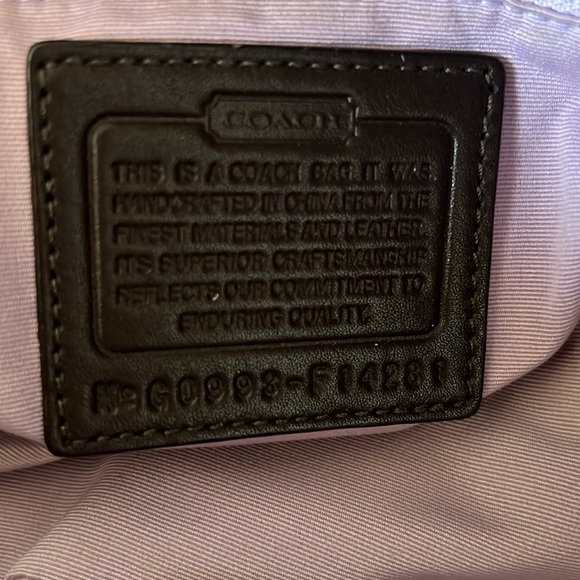 COACH
THIS IS A COACH BAG. IT WAS
HANDCRAFTED IN CHINA FROM THE
FINEST MATERIALS AND LEATHER.
ITS SUPERIOR CRAFTSMANSHIP
REFLECTS OUR COMMITMENT TO
ENDURING QUALITY.
No G0993-F14281